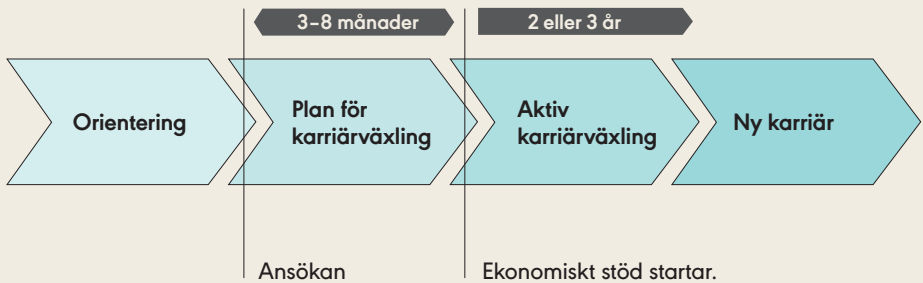 3–8 månader
2 eller 3 år
Orientering
Plan för
karriärväxling
Aktiv
karriärväxling
Ny karriär
Ansökan
Ekonomiskt stöd startar.